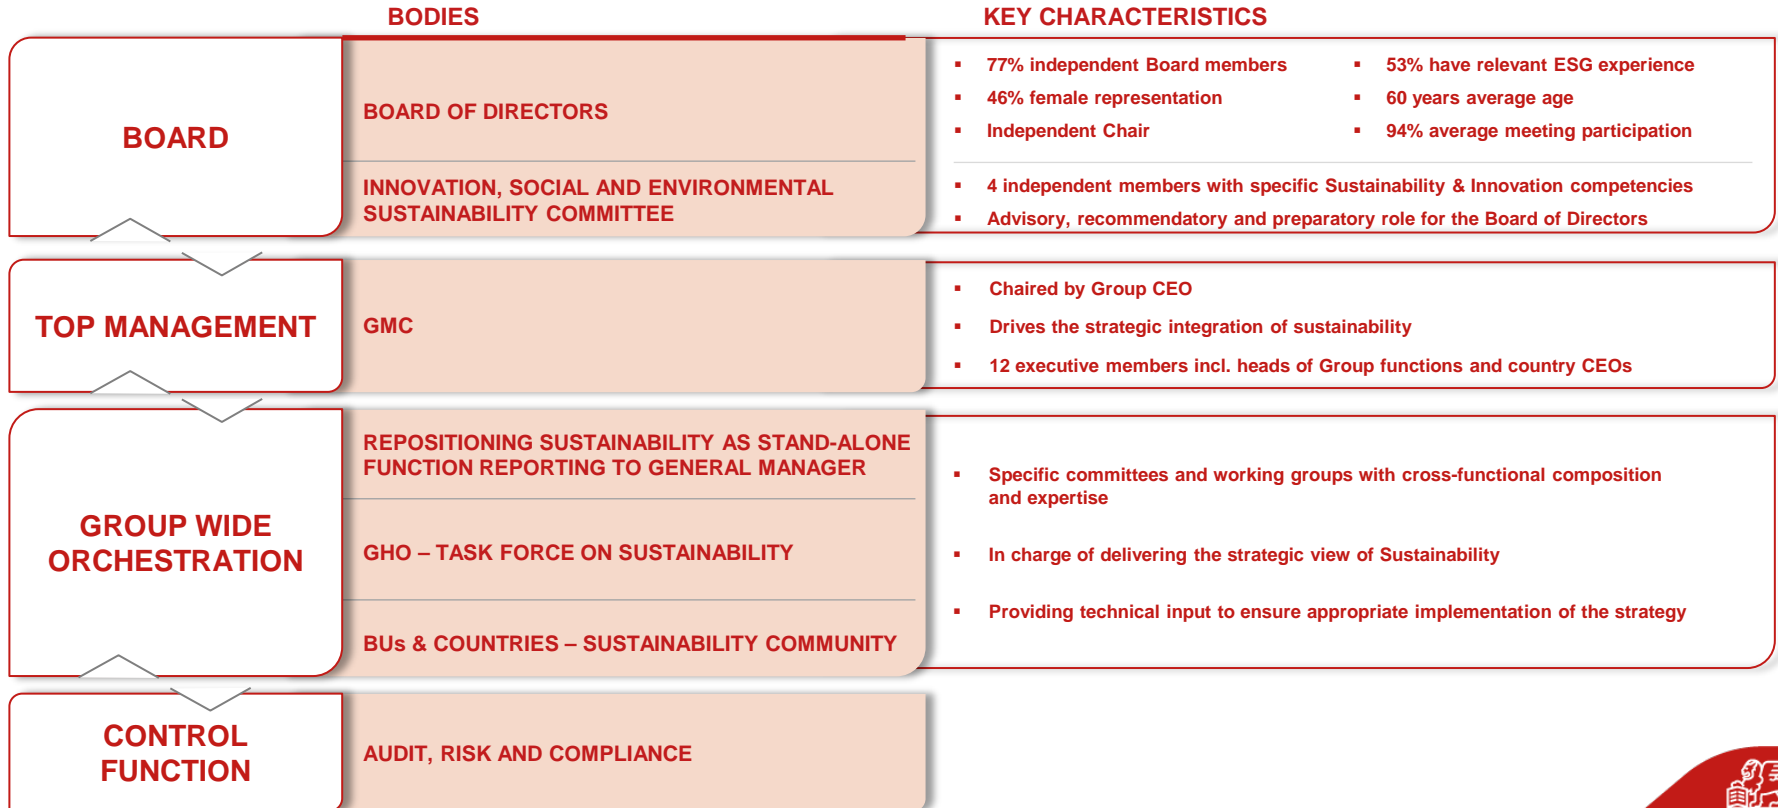 BODIES
KEY CHARACTERISTICS
BOARD
BOARD OF DIRECTORS
▪ 77% independent Board members
▪ 46% female representation
▪ Independent Chair
▪ 53% have relevant ESG experience
▪ 60 years average age
▪ 94% average meeting participation
INNOVATION, SOCIAL AND ENVIRONMENTAL
SUSTAINABILITY COMMITTEE
▪ 4 independent members with specific Sustainability & Innovation competencies
▪ Advisory, recommendatory and preparatory role for the Board of Directors
TOP MANAGEMENT
GMC
▪ Chaired by Group CEO
▪ Drives the strategic integration of sustainability
▪ 12 executive members incl. heads of Group functions and country CEOs
GROUP WIDE
ORCHESTRATION
REPOSITIONING SUSTAINABILITY AS STAND-ALONE
FUNCTION REPORTING TO GENERAL MANAGER
GHO – TASK FORCE ON SUSTAINABILITY
BUs & COUNTRIES – SUSTAINABILITY COMMUNITY
▪ Specific committees and working groups with cross-functional composition
and expertise
▪ In charge of delivering the strategic view of Sustainability
▪ Providing technical input to ensure appropriate implementation of the strategy
CONTROL
FUNCTION
AUDIT, RISK AND COMPLIANCE